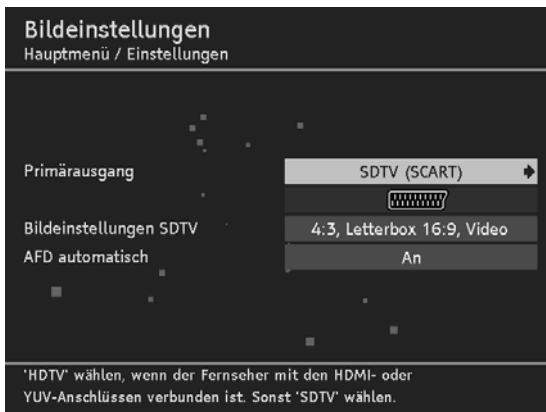 Bildeinstellungen
Hauptmenü / Einstellungen
Primärausgang
SDTV (SCART)
Bildeinstellungen SDTV
4:3, Letterbox 16:9, Video
AFD automatisch
An
'HDTV' wählen, wenn der Fernseher mit den HDMI- oder
YUV-Anschlüssen verbunden ist. Sonst 'SDTV' wählen.